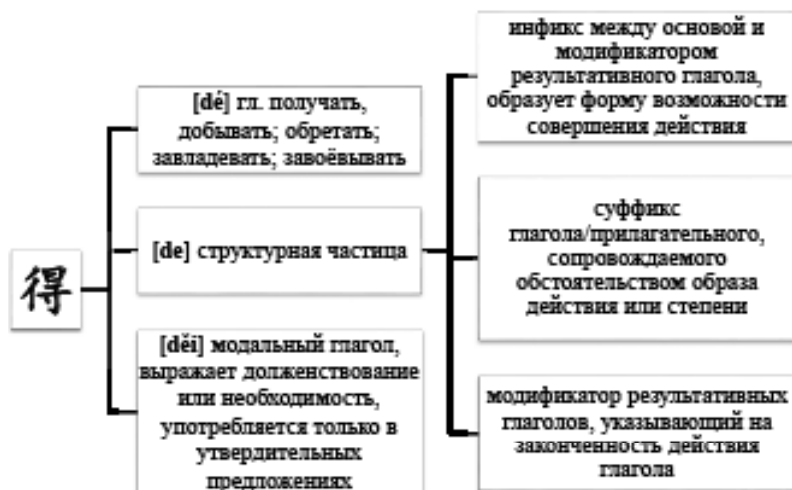 得
[dé] гл. получать,
добывать; обретать;
завладевать; завоёвывать
[de] структурная частица
[děi] модальный глагол,
выражает долженствование
или необходимость,
употребляется только в
утвердительных
предложениях
инфикс между основой и
модификатором
результативного глагола,
образует форму возможности
совершения действия
суффикс
глагола/прилагательного,
сопровождаемого
обстоятельством образа
действия или степени
модификатор результативных
глаголов, указывающий на
законченность действия
глагола